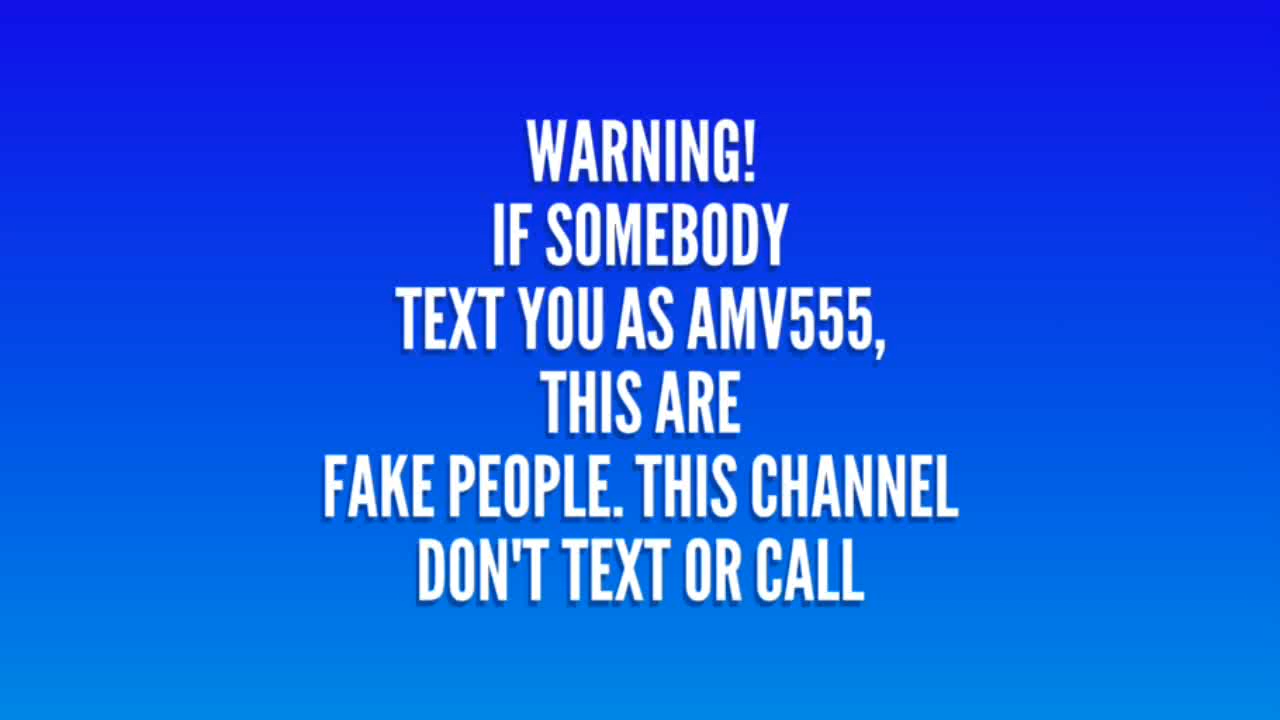 WARNING!
IF SOMEBODY
TEXT YOU AS AMV555,
THIS ARE
FAKE PEOPLE. THIS CHANNEL
DON'T TEXT OR CALL